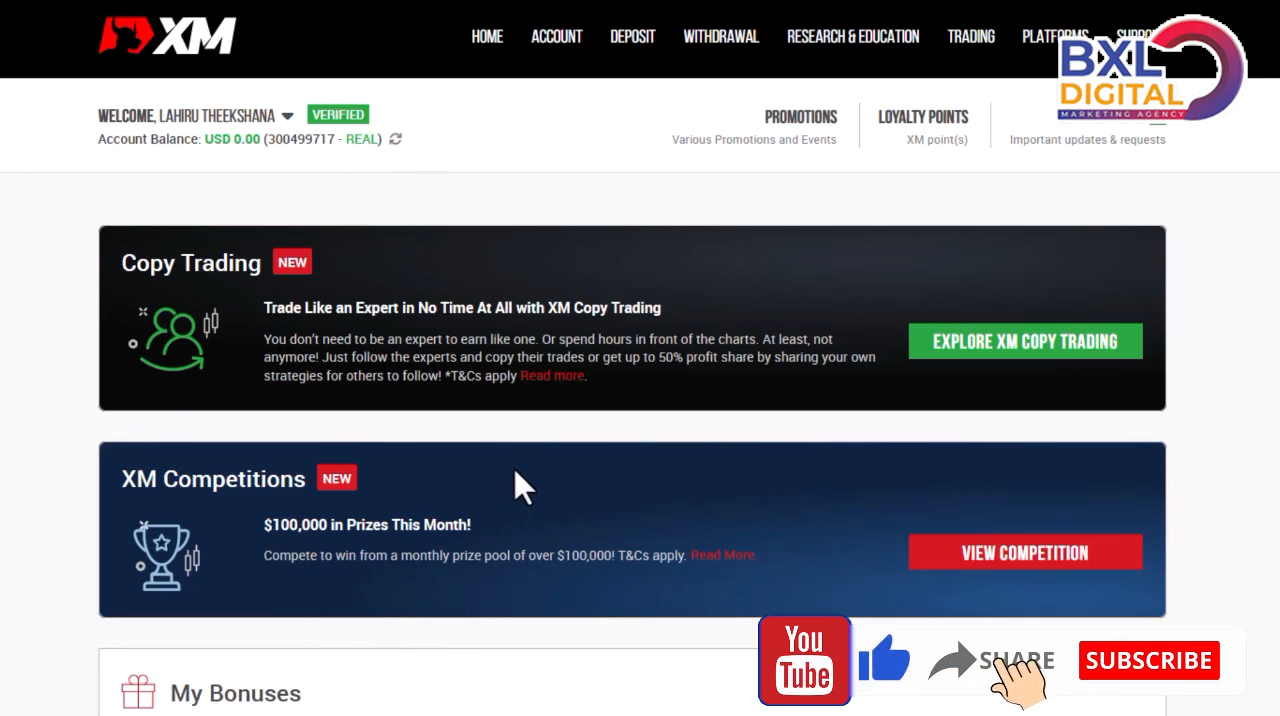 XM
HOME ACCOUNT DEPOSIT WITHDRAWAL RESEARCH & EDUCATION TRADING PLATFORMS
BXL
DIGITAL
MARKETING AGENCY
WELCOME, LAHIRU THEEKSHANA VERIFIED
Account Balance: USD 0.00 (300499717 - REAL)
PROMOTIONS
Various Promotions and Events
LOYALTY POINTS
XM point(s)
Important updates & requests
Copy Trading NEW
Trade Like an Expert in No Time At All with XM Copy Trading
You don't need to be an expert to earn like one. Or spend hours in front of the charts. At least, not
anymore! Just follow the experts and copy their trades or get up to 50% profit share by sharing your own
strategies for others to follow! *T&Cs apply Read more.
EXPLORE XM COPY TRADING
XM Competitions NEW
$100,000 in Prizes This Month!
Compete to win from a monthly prize pool of over $100,000! T&Cs apply. Read More.
VIEW COMPETITION
My Bonuses
You
Tube
SHARE
SUBSCRIBE